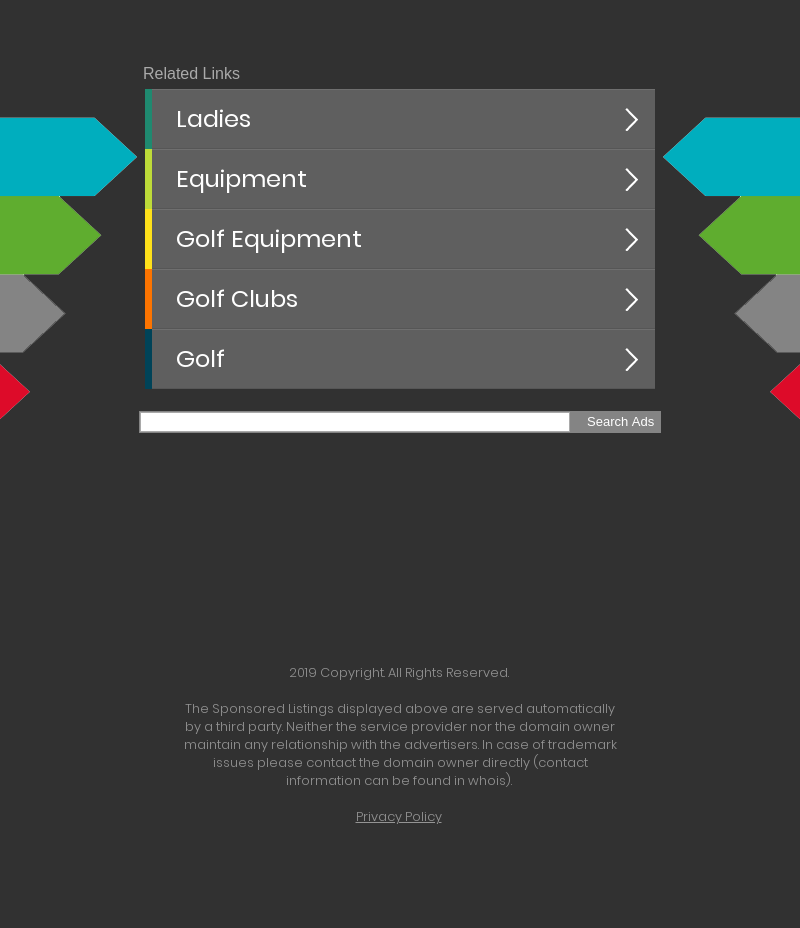 Related Links
Ladies
Equipment
Golf Equipment
Golf Clubs
Golf
Search Ads
2019 Copyright. All Rights Reserved.
The Sponsored Listings displayed above are served automatically
by a third party. Neither the service provider nor the domain owner
maintain any relationship with the advertisers. In case of trademark
issues please contact the domain owner directly (contact
information can be found in whois).
Privacy Policy